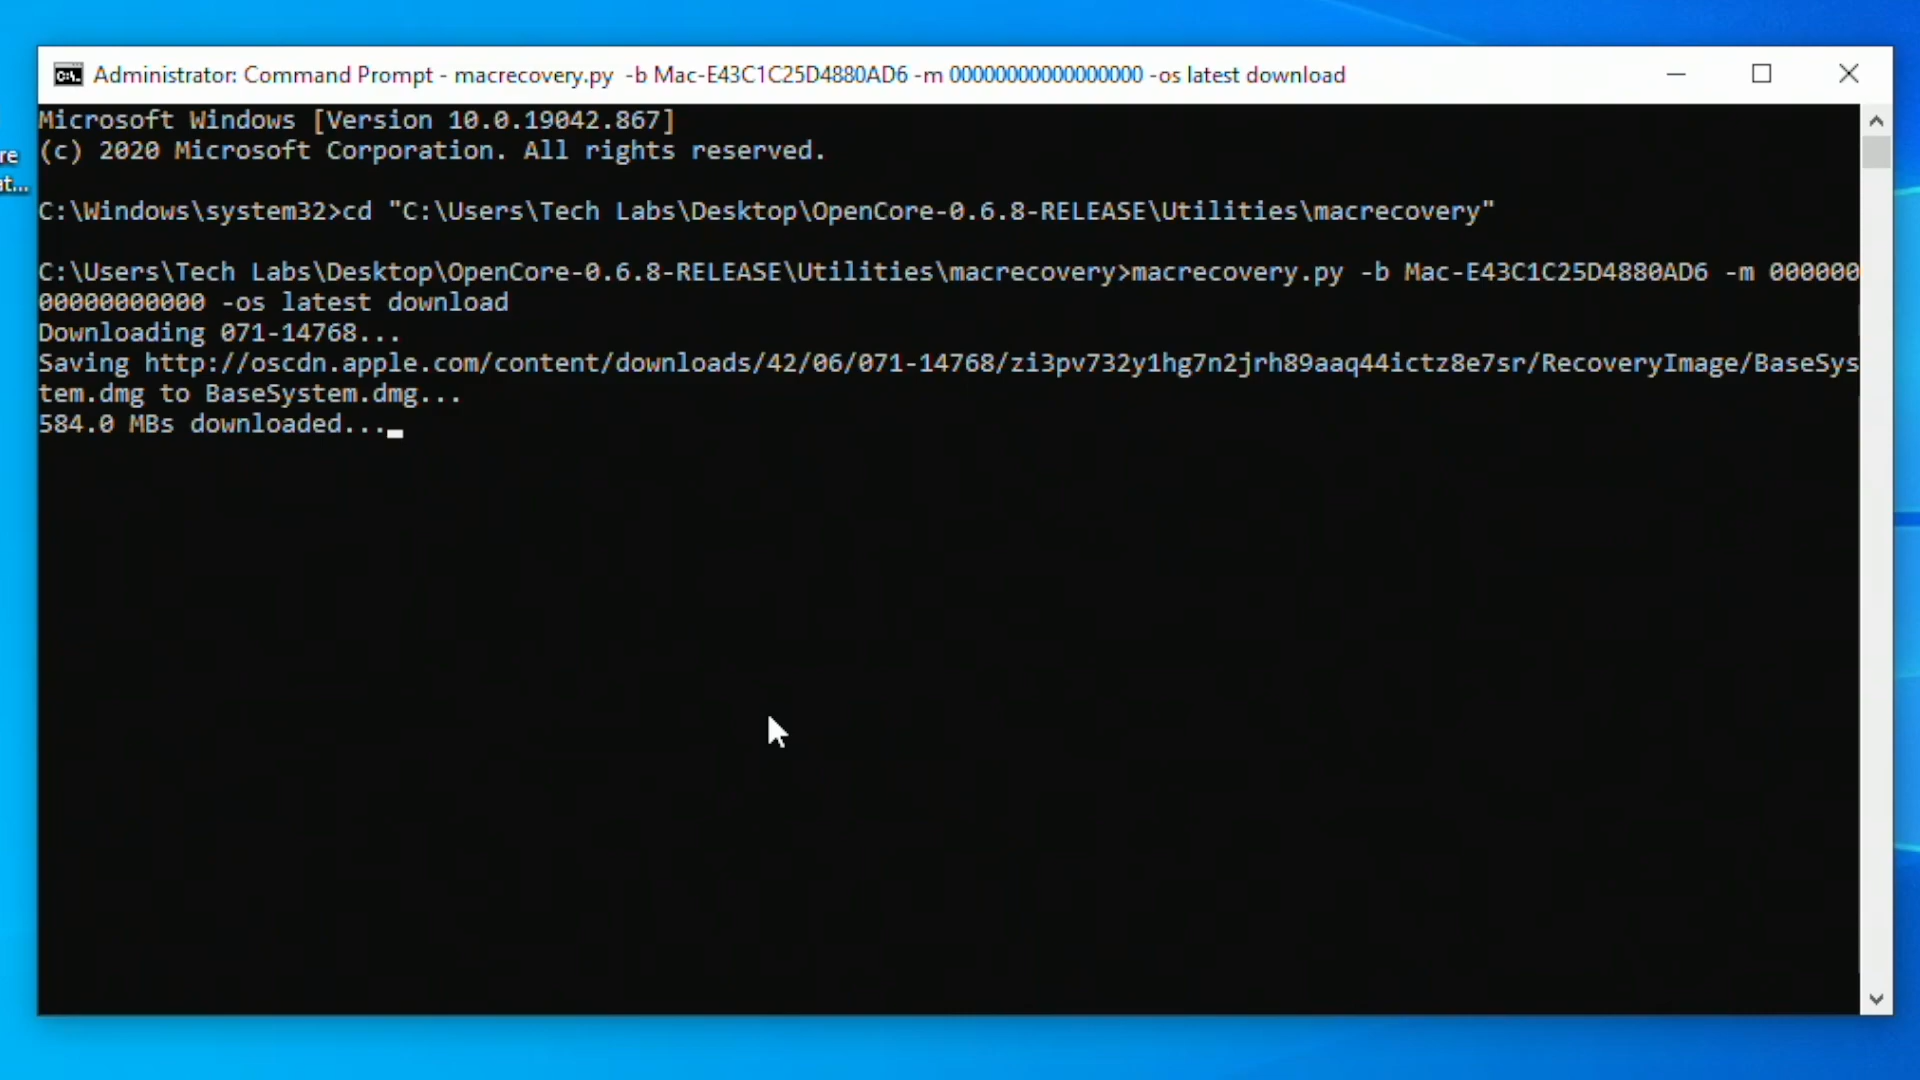 Administrator: Command Prompt - macrecovery.py  -b Mac-E43C1C25D4880AD6 -m 00000000000000000 -os latest download
Microsoft Windows [Version 10.0.19042.867]
(c) 2020 Microsoft Corporation. All rights reserved.
re
at...
C:\Windows\system32>cd "C:\Users\Tech Labs\Desktop\OpenCore-0.6.8-RELEASE\Utilities\macrecovery"
C:\Users\Tech Labs\Desktop\OpenCore-0.6.8-RELEASE\Utilities\macrecovery>macrecovery.py -b Mac-E43C1C25D4880AD6 -m 000000
00000000000 -os latest download
Downloading 071-14768...
Saving http://oscdn.apple.com/content/downloads/42/06/071-14768/zi3pv732y1hg7n2jrh89aaq44ictz8e7sr/RecoveryImage/BaseSys
tem.dmg to BaseSystem.dmg...
584.0 MBs downloaded...